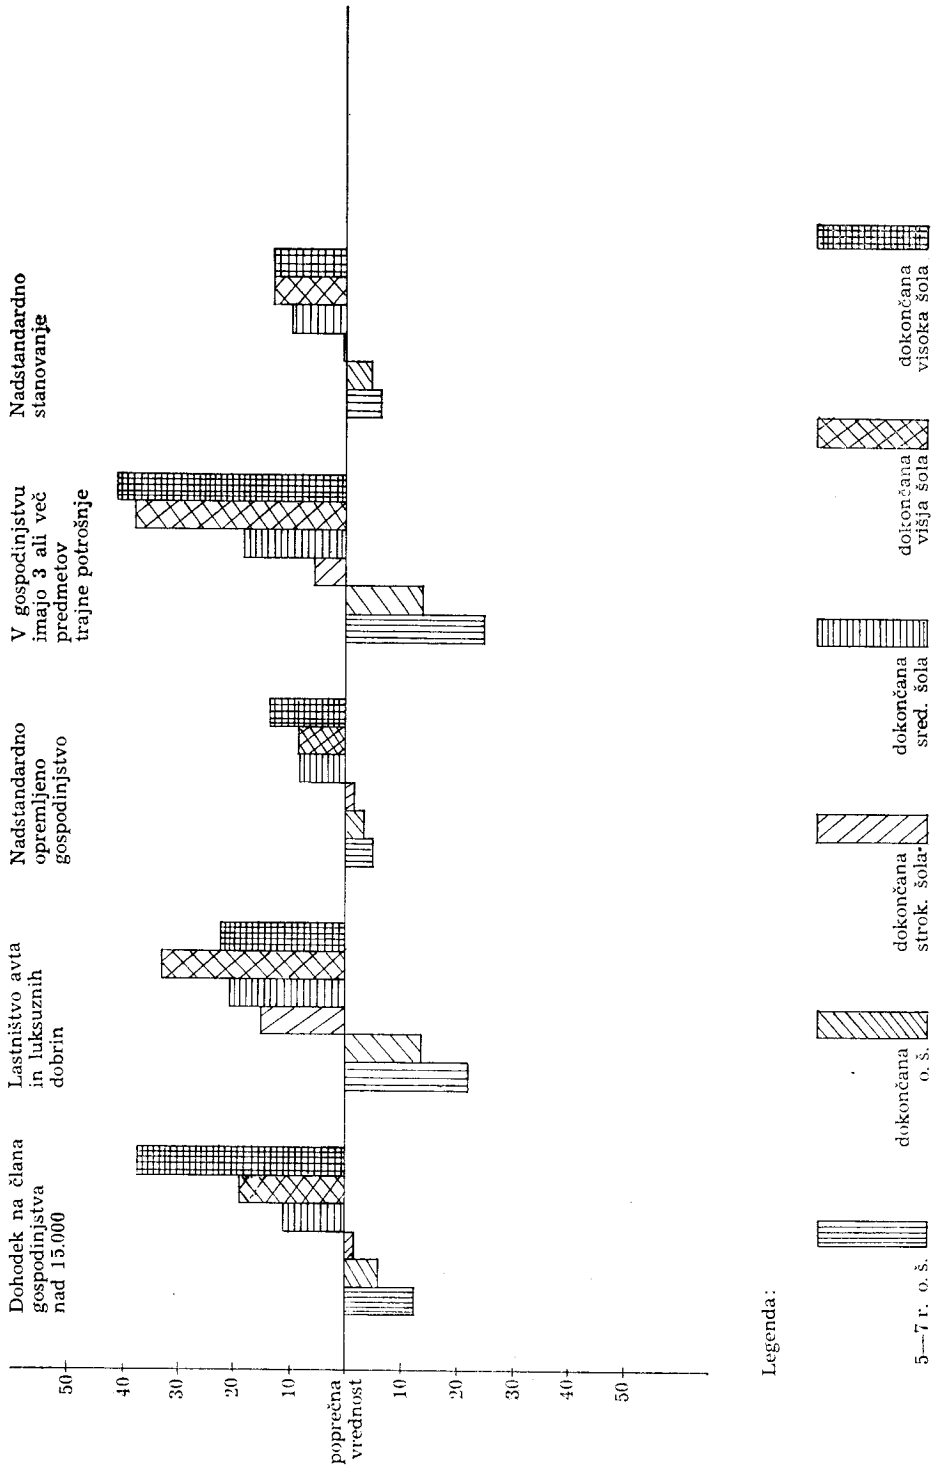 Dohodek na člana
gospodinjstva
nad 15.000
Lastništvo avta
in luksuznih
dobrin
Nadstandardno
opremljeno
gospodinjstvo
V gospodinjstvu
imajo 3 ali več
predmetov
trajne potrošnje
Nadstandardno
stanovanje
50
40
30
20
10
poprečna
vrednost
10
20
30
40
50
Legenda:
5—7 r. o. š.
dokončana
o. š.
dokončana
strok. šola
dokončana
sred. šola
dokončana
višja šola
dokončana
visoka šola